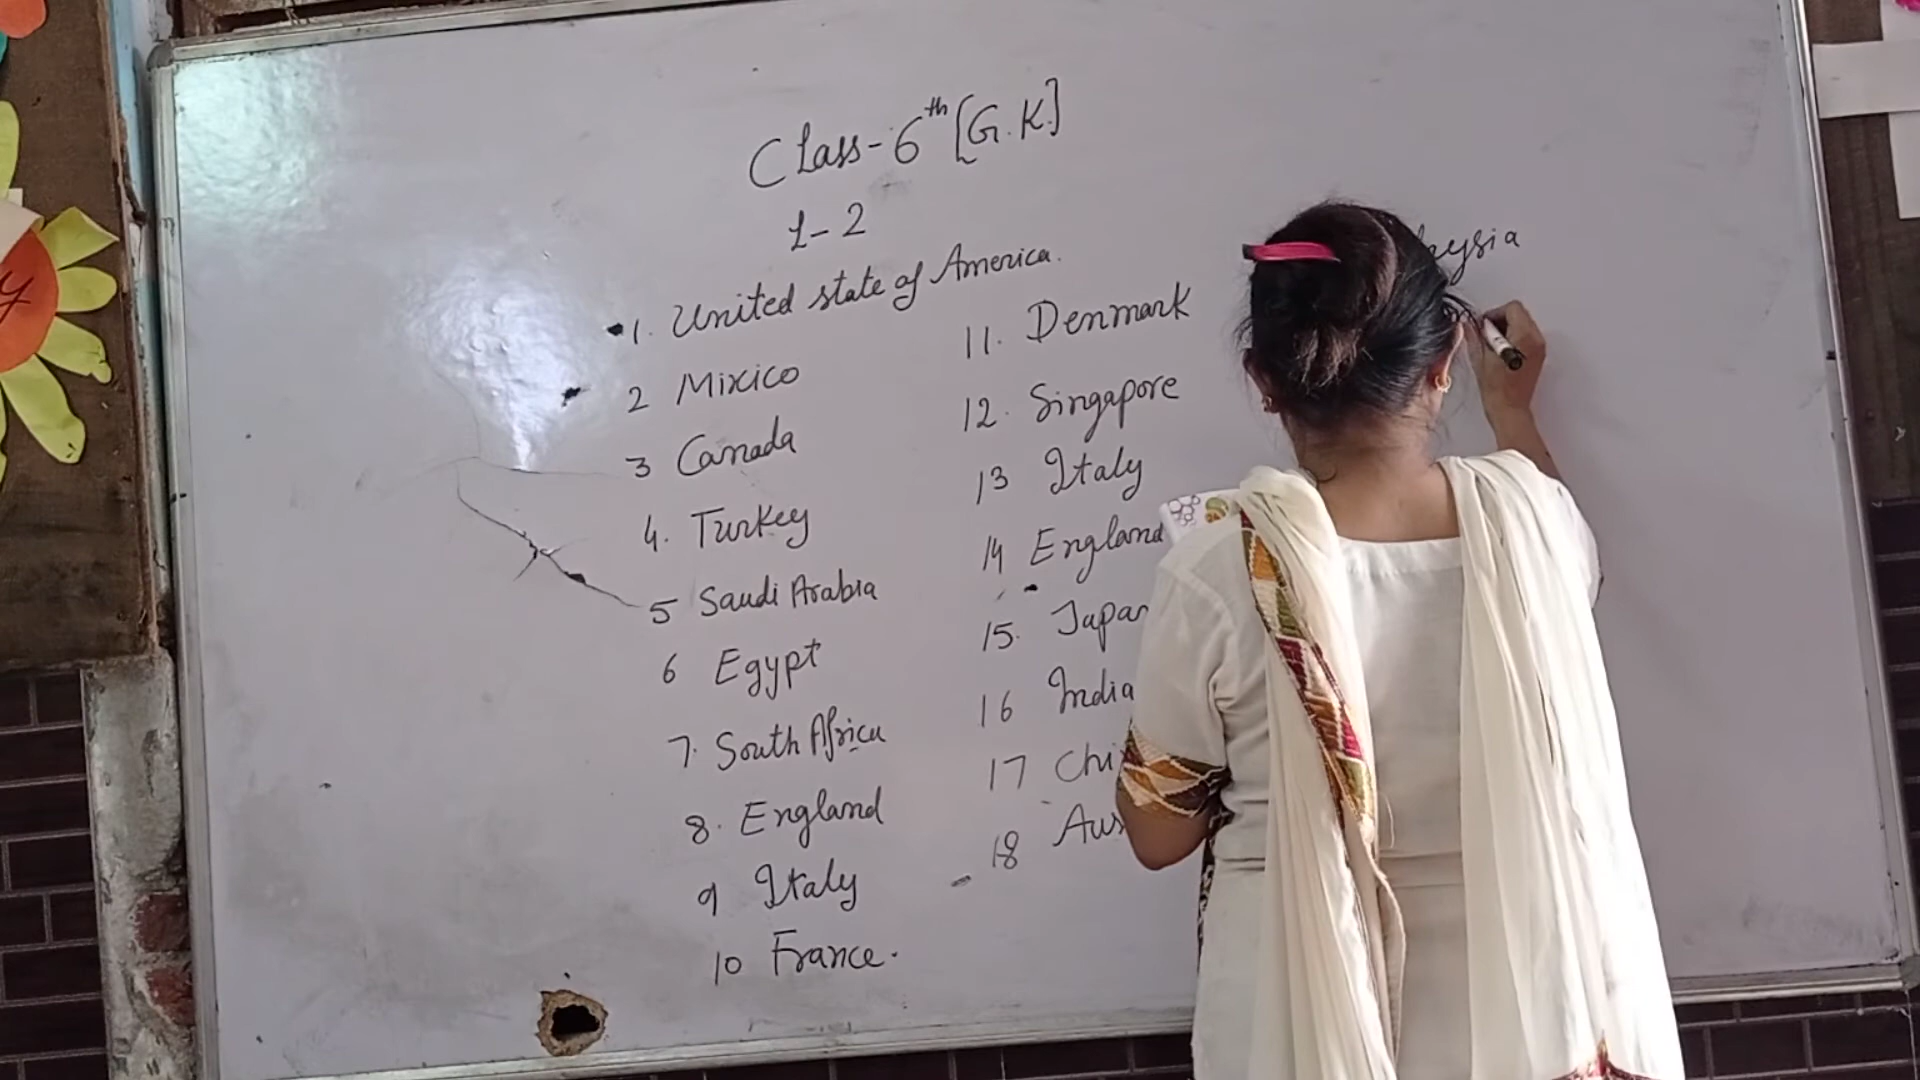 Class-6th [G.K]
L-2
1. United state of America.
2 Mixico
3 Canada
4. Turkey
5 Saudi Arabia
6 Egypt
7. South Africa
8. England
9 Italy
10 France.
11. Denmark
12. Singapore
13 Italy
14 England
15.
16 India
17
18